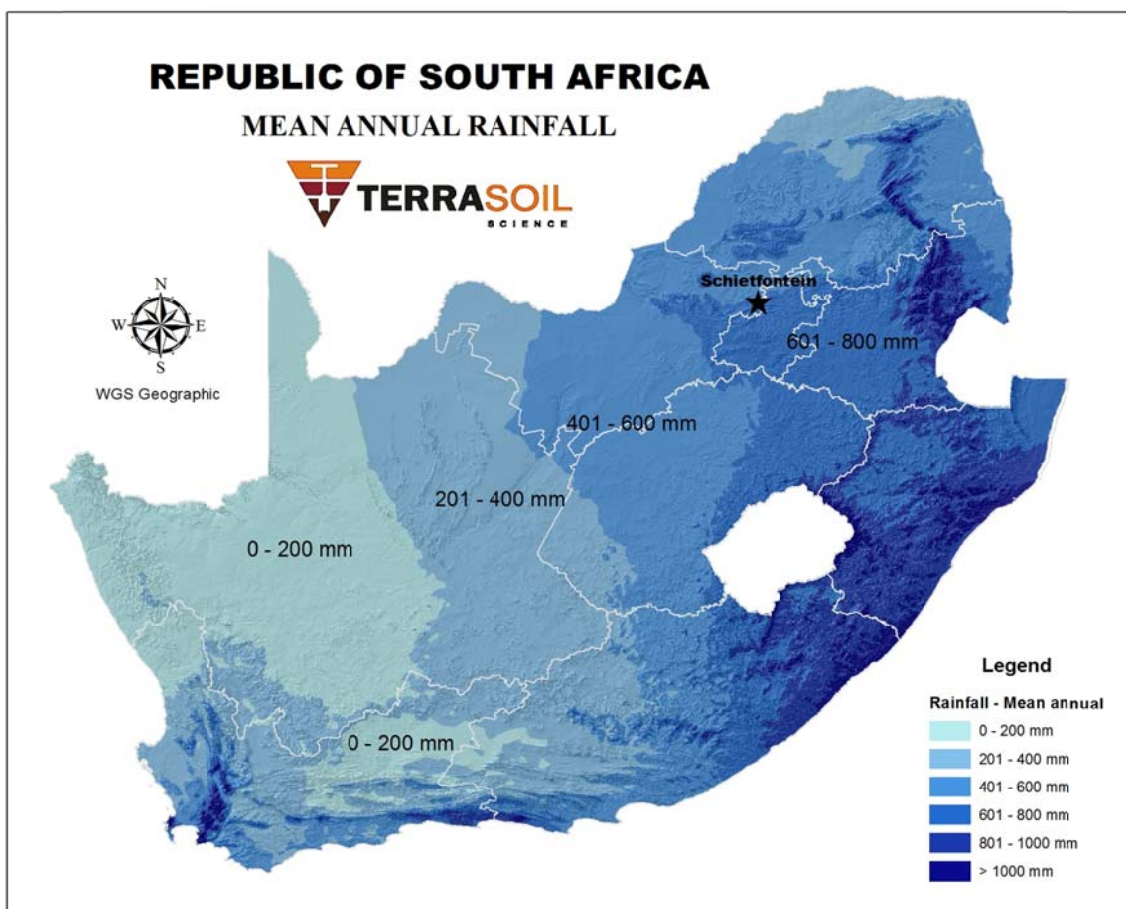 REPUBLIC OF SOUTH AFRICA
MEAN ANNUAL RAINFALL
TERRASOIL
SCIENCE
N
W E
S
WGS Geographic
Schietfontein
601 - 800 mm
401 - 600 mm
201 - 400 mm
0 - 200 mm
0 - 200 mm
Legend
Rainfall - Mean annual
0 - 200 mm
201 - 400 mm
401 - 600 mm
601 - 800 mm
801 - 1000 mm
> 1000 mm